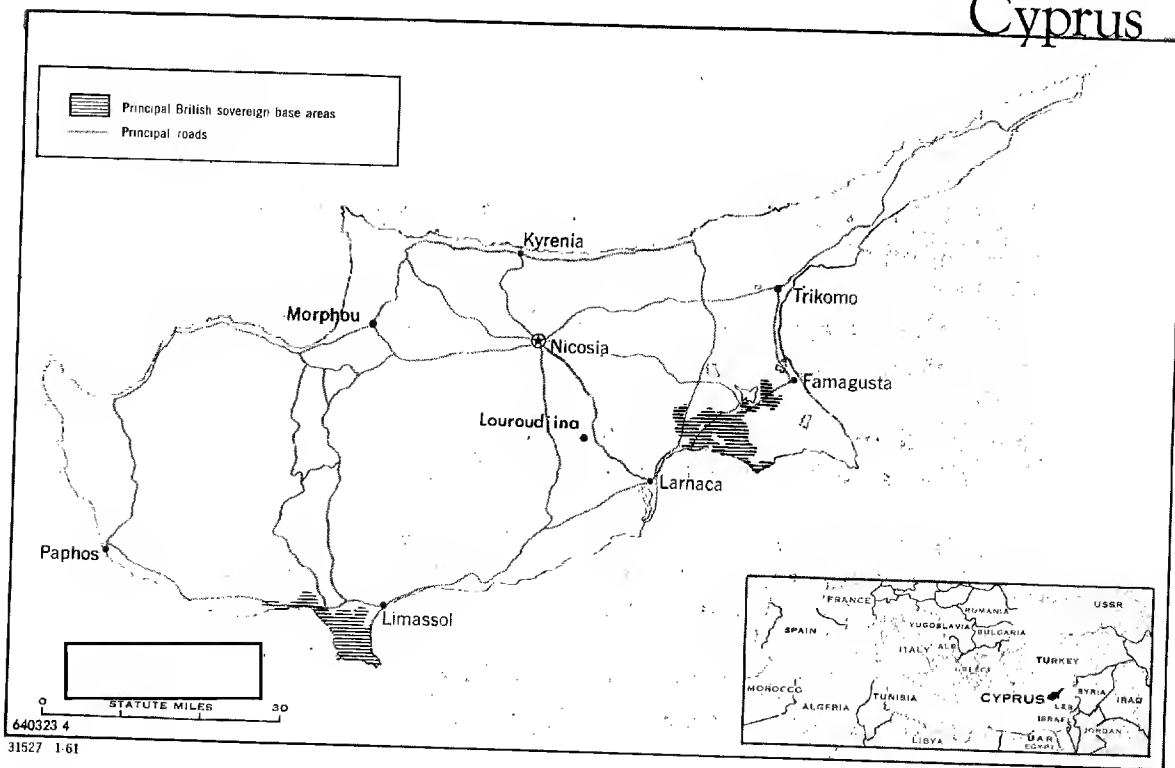 Cyprus
Principal British sovereign base areas
Principal roads
Kyrenia
Morphou
Trikomo
Nicosia
Famagusta
Larnaca
Paphos
Limassol
STATUTE MILES
0 30
640323 4
31527 1-61
FRANCE
RUMANIA
USSR
SPAIN
YUGOSLAVIA
BULGARIA
ITALY
ALB
TURKEY
MOROCCO
ALGERIA
TUNISIA
CYPRUS
SYRIA
IRAQ
LEB
ISRAEL
JORDAN
LIBYA
UAR
EGYPT